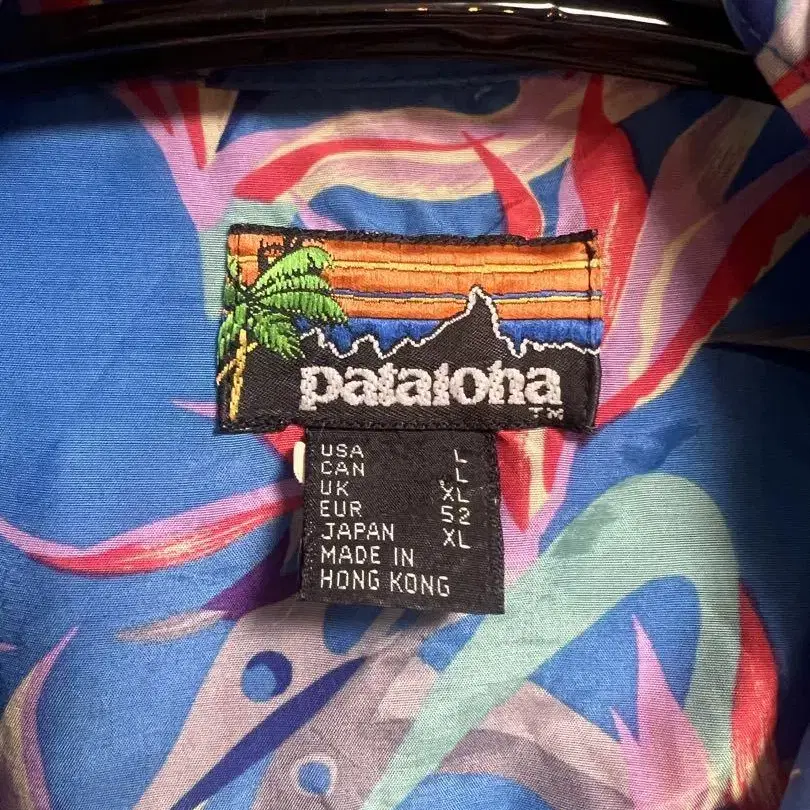 pataloha
TM
USA L
CAN L
UK XL
EUR 52
JAPAN XL
MADE IN
HONG KONG